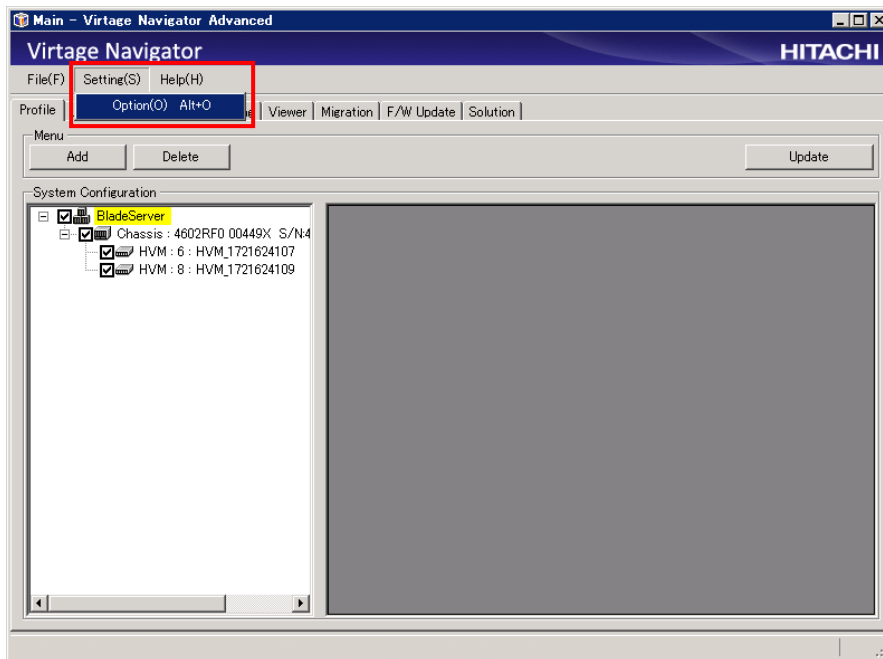 Main - Virtage Navigator Advanced
Virtage Navigator
HITACHI
File(F) Setting(S) Help(H)
Option(O) Alt+O
Profile Viewer Migration F/W Update Solution
Menu
Add Delete Update
System Configuration
BladeServer
Chassis : 4602RF0 00449X S/N:4
HVM : 6 : HVM_1721624107
HVM : 8 : HVM_1721624109